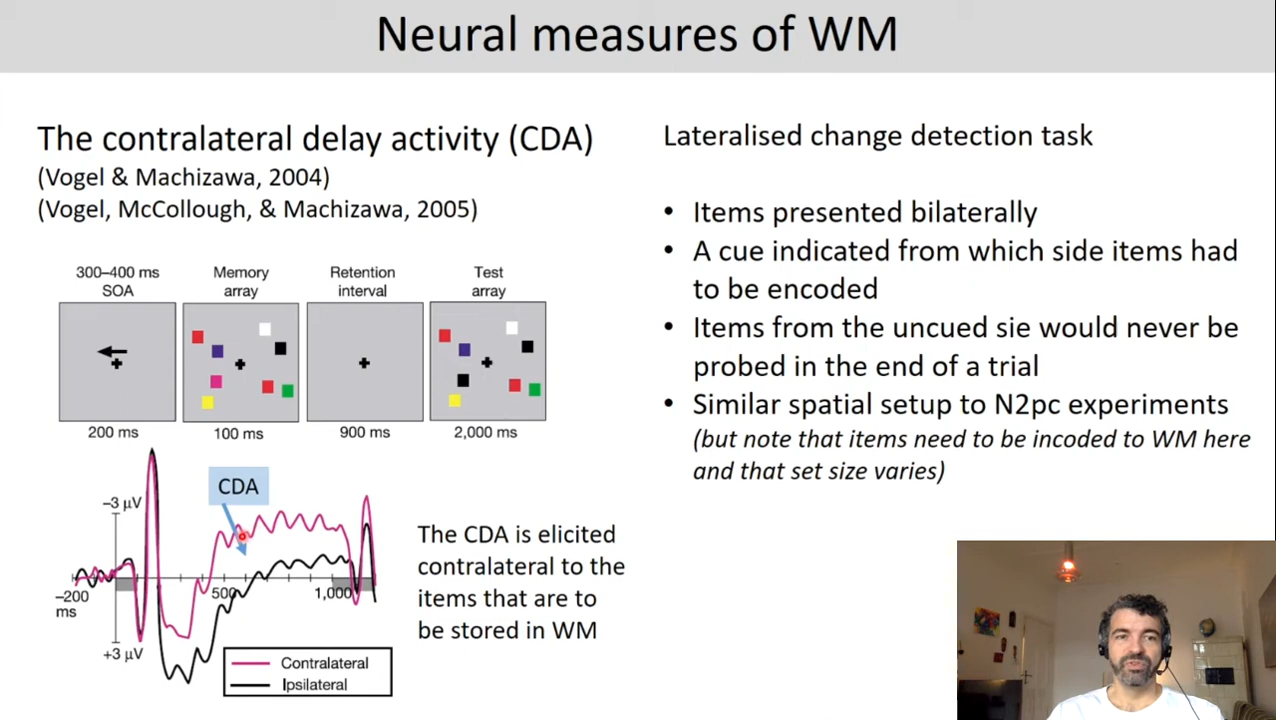 Neural measures of WM
The contralateral delay activity (CDA)
(Vogel & Machizawa, 2004)
(Vogel, McCollough, & Machizawa, 2005)
300–400 ms
SOA
Memory
array
Retention
interval
Test
array
200 ms
100 ms
900 ms
2,000 ms
CDA
–3 µV
–200
ms
500
1,000
+3 µV
Contralateral
Ipsilateral
The CDA is elicited
contralateral to the
items that are to
be stored in WM
Lateralised change detection task
• Items presented bilaterally
• A cue indicated from which side items had
to be encoded
• Items from the uncued sie would never be
probed in the end of a trial
• Similar spatial setup to N2pc experiments
(but note that items need to be incoded to WM here
and that set size varies)